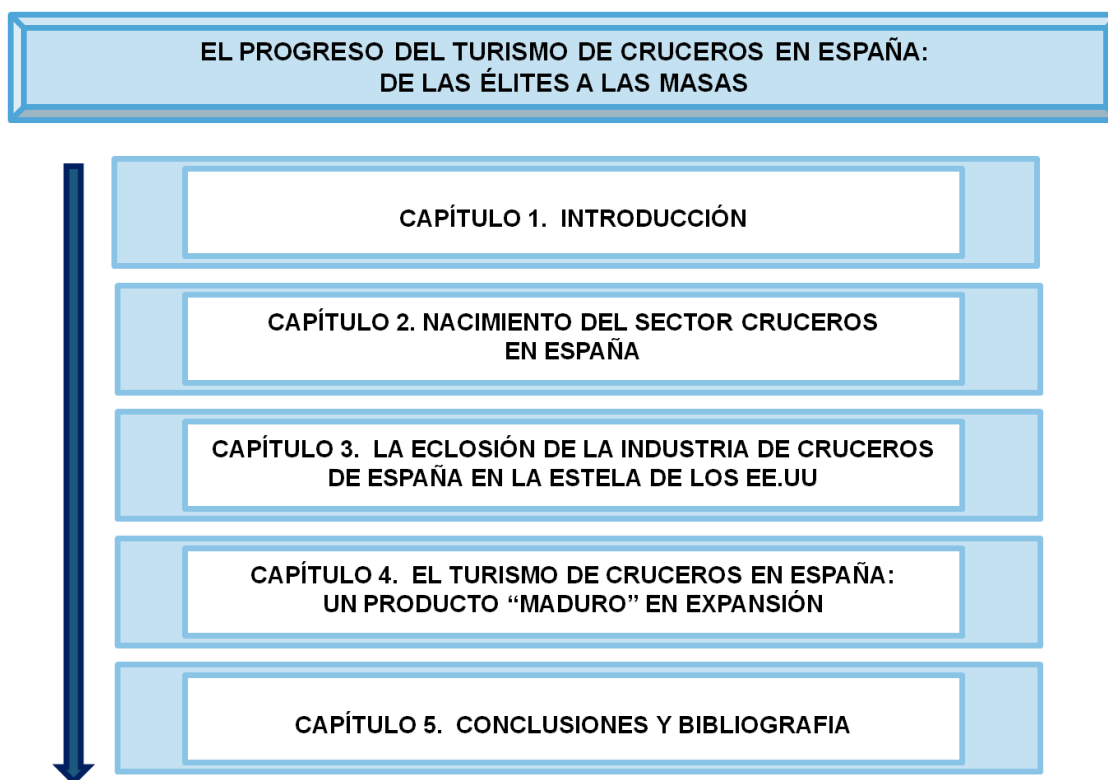 EL PROGRESO DEL TURISMO DE CRUCEROS EN ESPAÑA:
DE LAS ÉLITES A LAS MASAS
CAPÍTULO 1. INTRODUCCIÓN
CAPÍTULO 2. NACIMIENTO DEL SECTOR CRUCEROS
EN ESPAÑA
CAPÍTULO 3. LA ECLOSIÓN DE LA INDUSTRIA DE CRUCEROS
DE ESPAÑA EN LA ESTELA DE LOS EE.UU
CAPÍTULO 4. EL TURISMO DE CRUCEROS EN ESPAÑA:
UN PRODUCTO “MADURO” EN EXPANSIÓN
CAPÍTULO 5. CONCLUSIONES Y BIBLIOGRAFIA